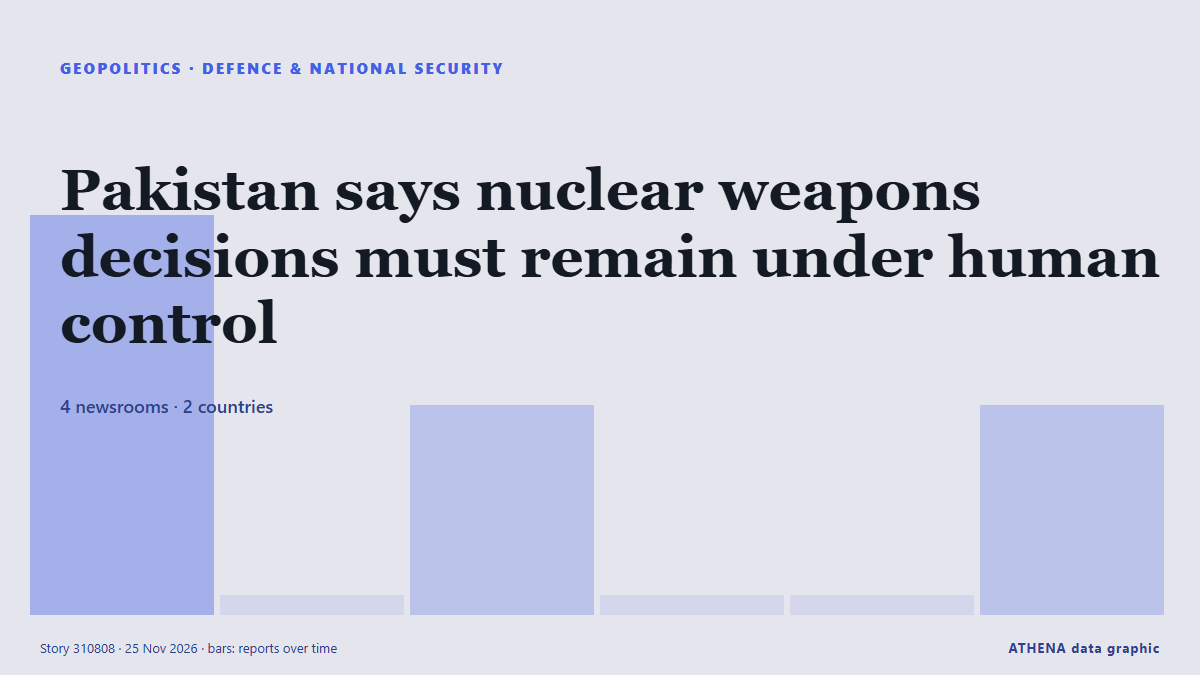 GEOPOLITICS · DEFENCE & NATIONAL SECURITY
Pakistan says nuclear weapons
decisions must remain under human
control
4 newsrooms · 2 countries
Story 310808 · 25 Nov 2026 · bars: reports over time
ATHENA data graphic